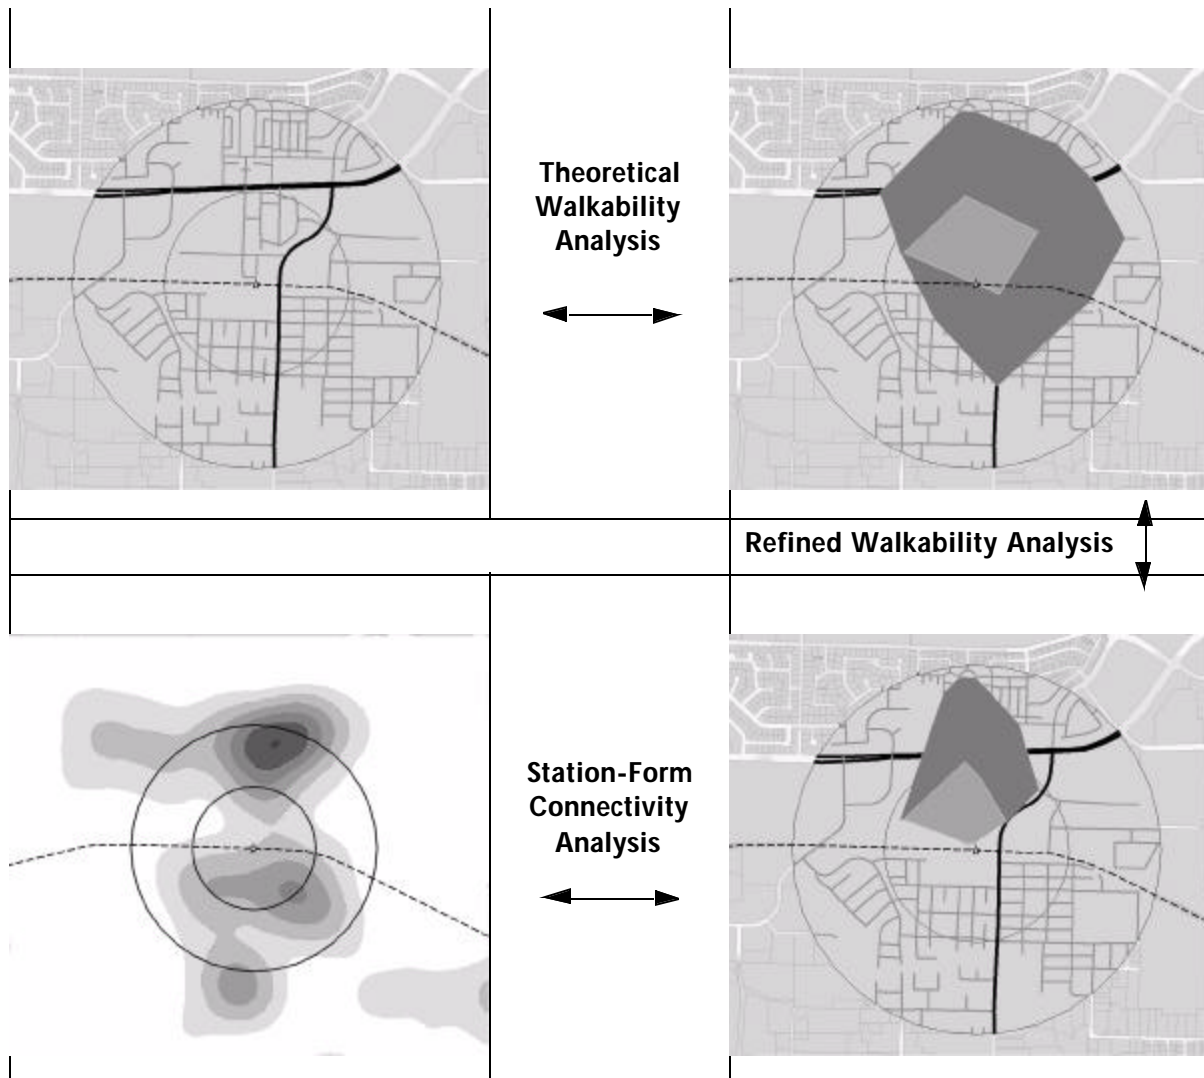 Theoretical
Walkability
Analysis
Refined Walkability Analysis
Station-Form
Connectivity
Analysis